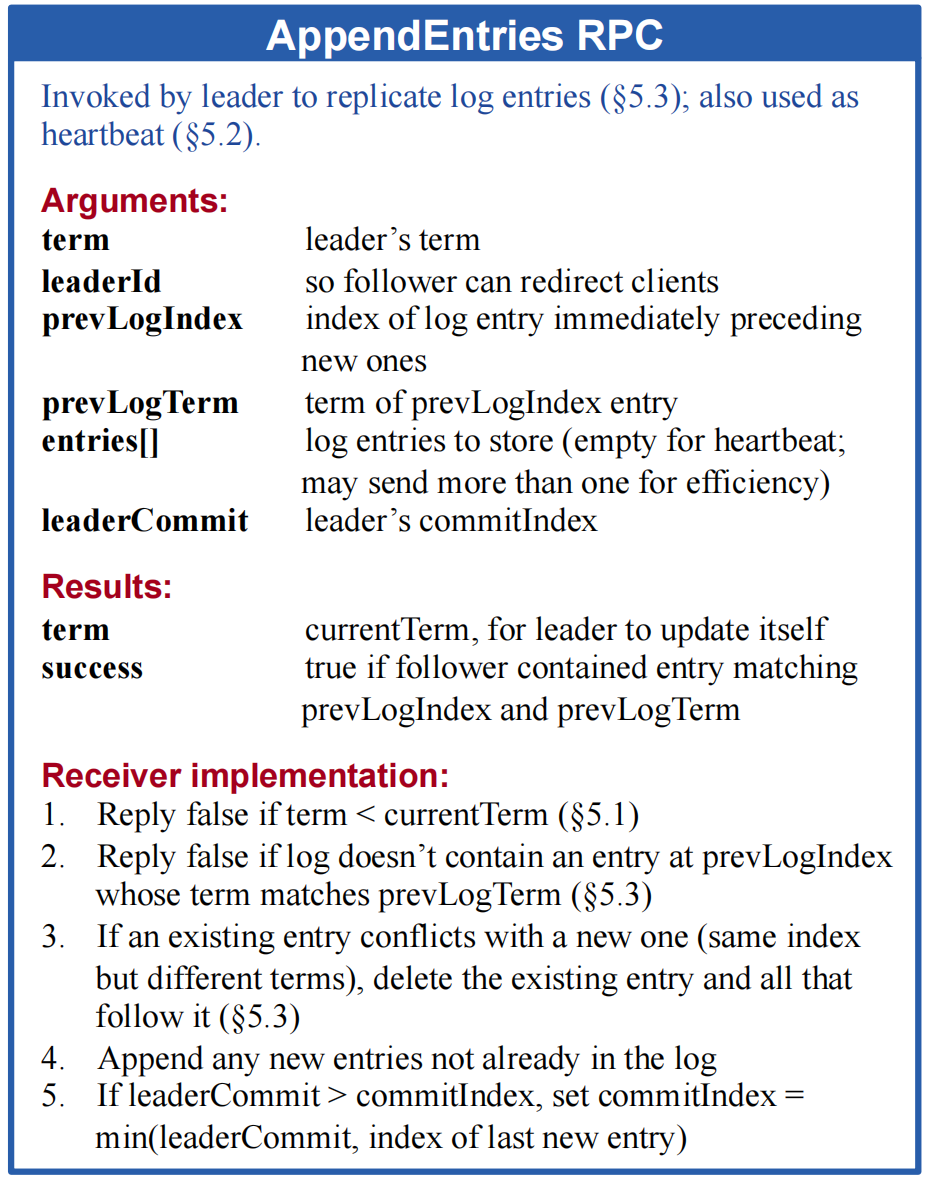 AppendEntries RPC
Invoked by leader to replicate log entries (§5.3); also used as
heartbeat (§5.2).
Arguments:
term leader’s term
leaderId so follower can redirect clients
prevLogIndex index of log entry immediately preceding
new ones
prevLogTerm term of prevLogIndex entry
entries[] log entries to store (empty for heartbeat;
may send more than one for efficiency)
leaderCommit leader’s commitIndex
Results:
term currentTerm, for leader to update itself
success true if follower contained entry matching
prevLogIndex and prevLogTerm
Receiver implementation:
1. Reply false if term < currentTerm (§5.1)
2. Reply false if log doesn’t contain an entry at prevLogIndex
whose term matches prevLogTerm (§5.3)
3. If an existing entry conflicts with a new one (same index
but different terms), delete the existing entry and all that
follow it (§5.3)
4. Append any new entries not already in the log
5. If leaderCommit > commitIndex, set commitIndex =
min(leaderCommit, index of last new entry)